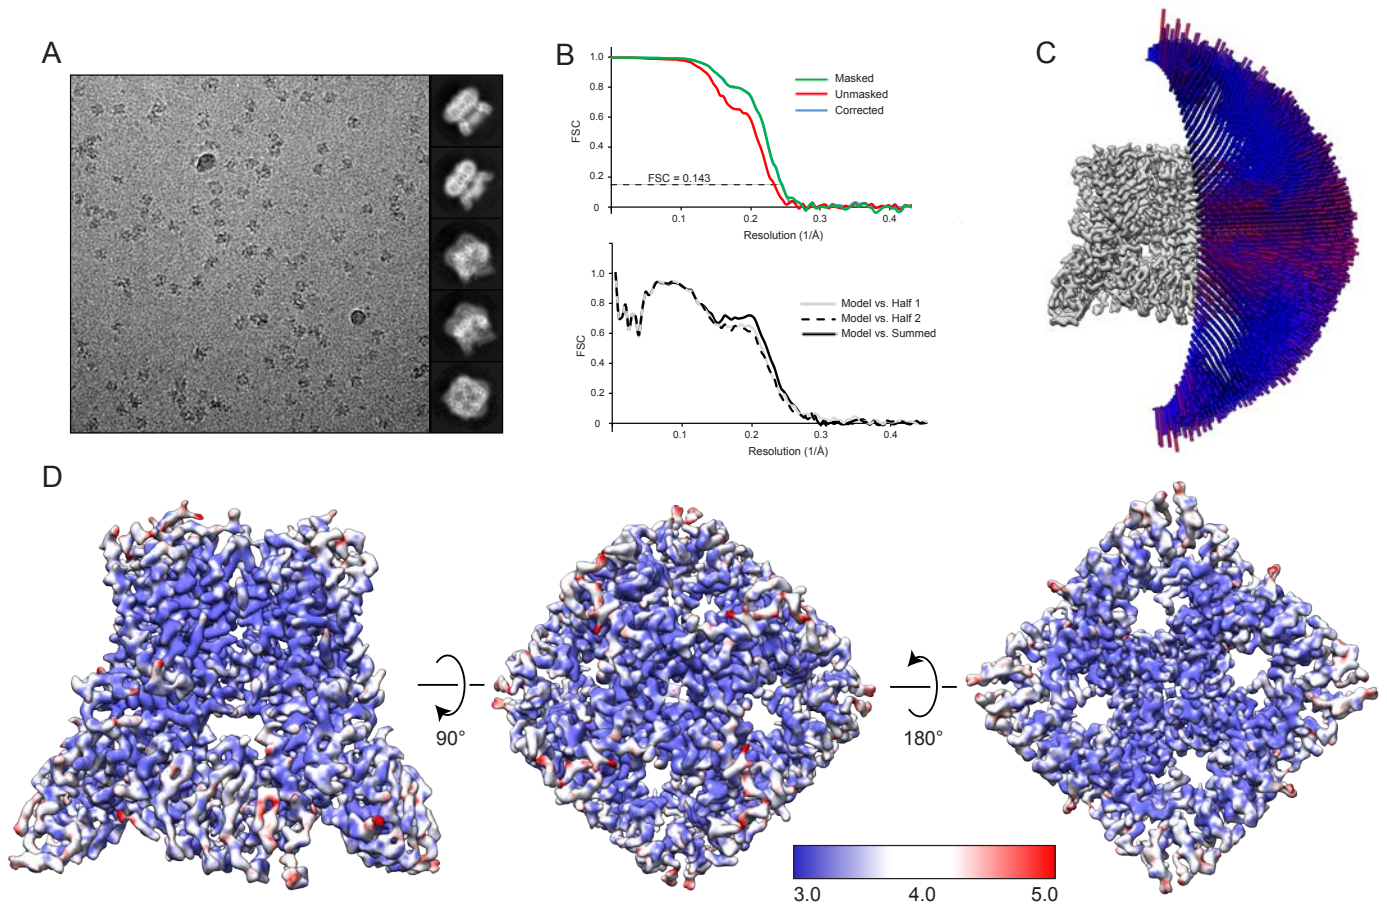 A
B
C
1.0
0.8
0.6
0.4
0.2
0
FSC
FSC = 0.143
Masked
Unmasked
Corrected
0.1
0.2
0.3
0.4
Resolution (1/Å)
1.0
0.8
0.6
0.4
0.2
0
FSC
Model vs. Half 1
Model vs. Half 2
Model vs. Summed
0.1
0.2
0.3
0.4
Resolution (1/Å)
D
90°
180°
3.0
4.0
5.0